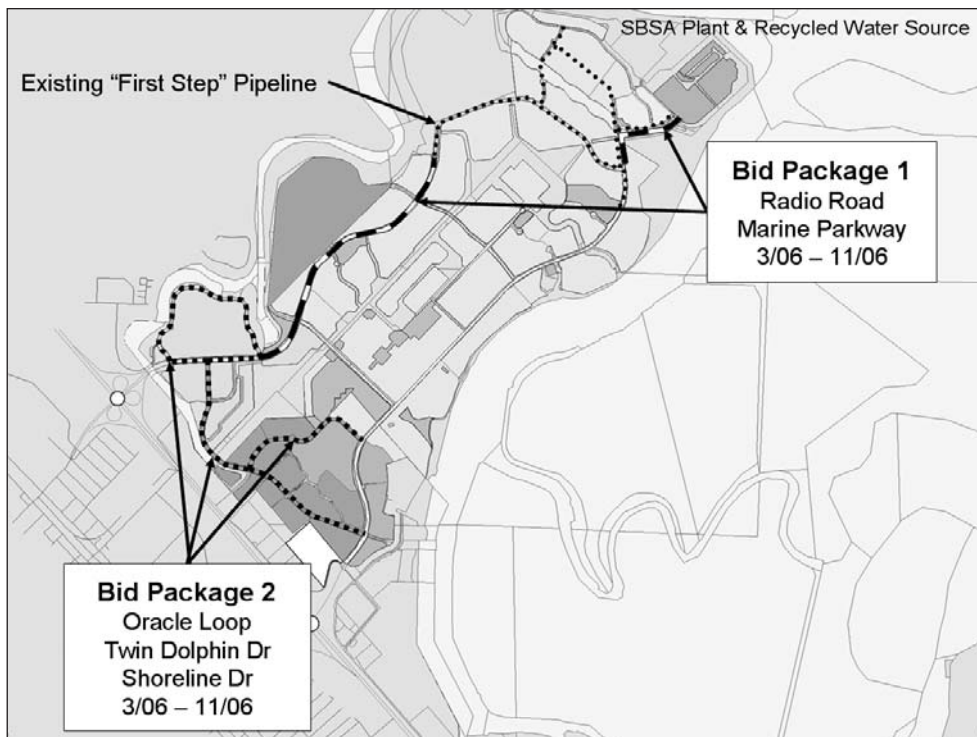 SBSA Plant & Recycled Water Source
Existing “First Step” Pipeline
Bid Package 1
Radio Road
Marine Parkway
3/06 – 11/06
Bid Package 2
Oracle Loop
Twin Dolphin Dr
Shoreline Dr
3/06 – 11/06